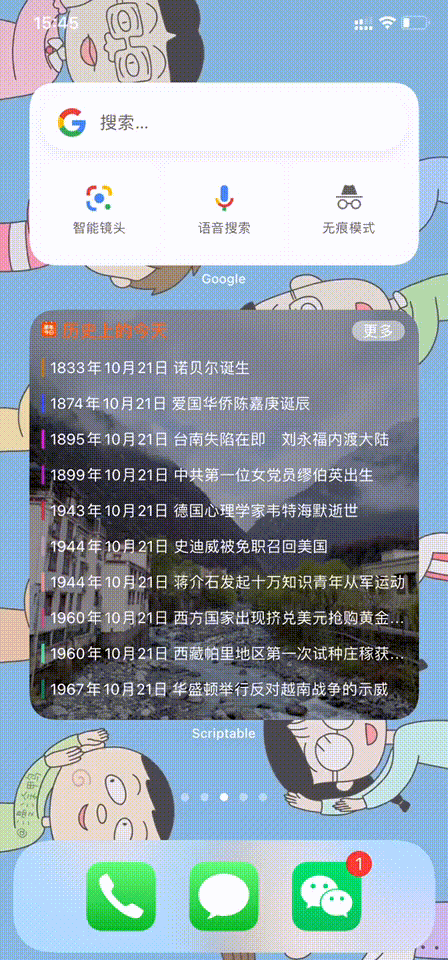 15:45
搜索...
智能镜头
语音搜索
无痕模式
Google
历史上的今天
更多
1833年10月21日 诺贝尔诞生
1874年10月21日 爱国华侨陈嘉庚诞辰
1895年10月21日 台南失陷在即　刘永福内渡大陆
1899年10月21日 中共第一位女党员缪伯英出生
1943年10月21日 德国心理学家韦特海默逝世
1944年10月21日 史迪威被免职召回美国
1944年10月21日 蒋介石发起十万知识青年从军运动
1960年10月21日 西方国家出现挤兑美元抢购黄金...
1960年10月21日 西藏帕里地区第一次试种庄稼获...
1967年10月21日 华盛顿举行反对越南战争的示威
Scriptable
1